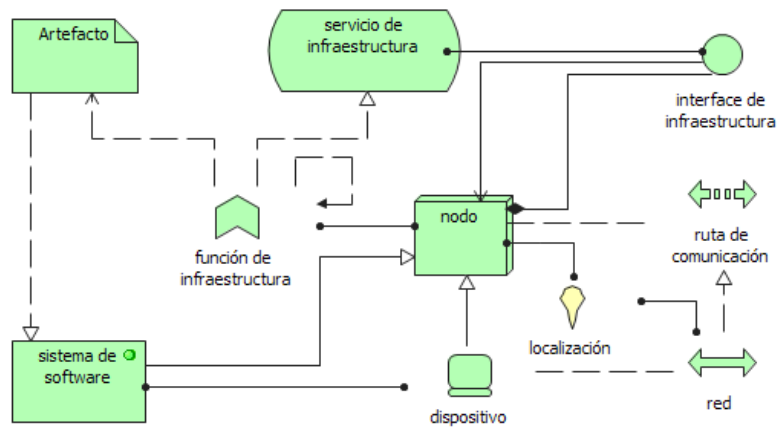 Artefacto
servicio de
infraestructura
interface de
infraestructura
nodo
ruta de
comunicación
función de
infraestructura
localización
sistema de
software
dispositivo
red